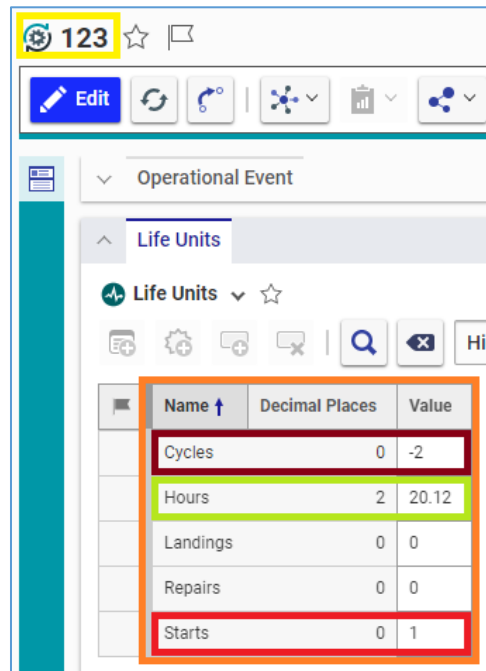 123
Edit
Operational Event
Life Units
Life Units
Hi
Name Decimal Places Value
Cycles 0 -2
Hours 2 20.12
Landings 0 0
Repairs 0 0
Starts 0 1